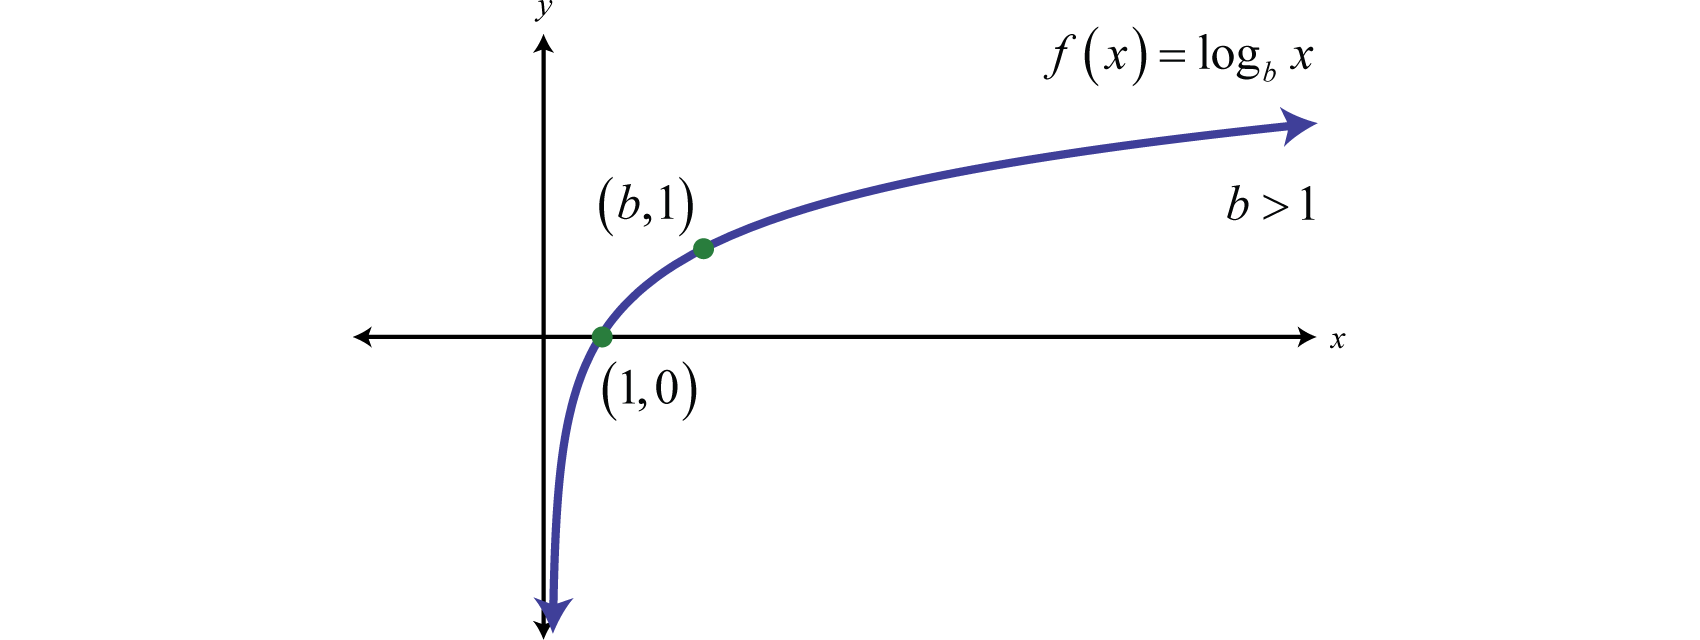 y
f(x) = log_b x
(b,1)
b > 1
x
(1,0)